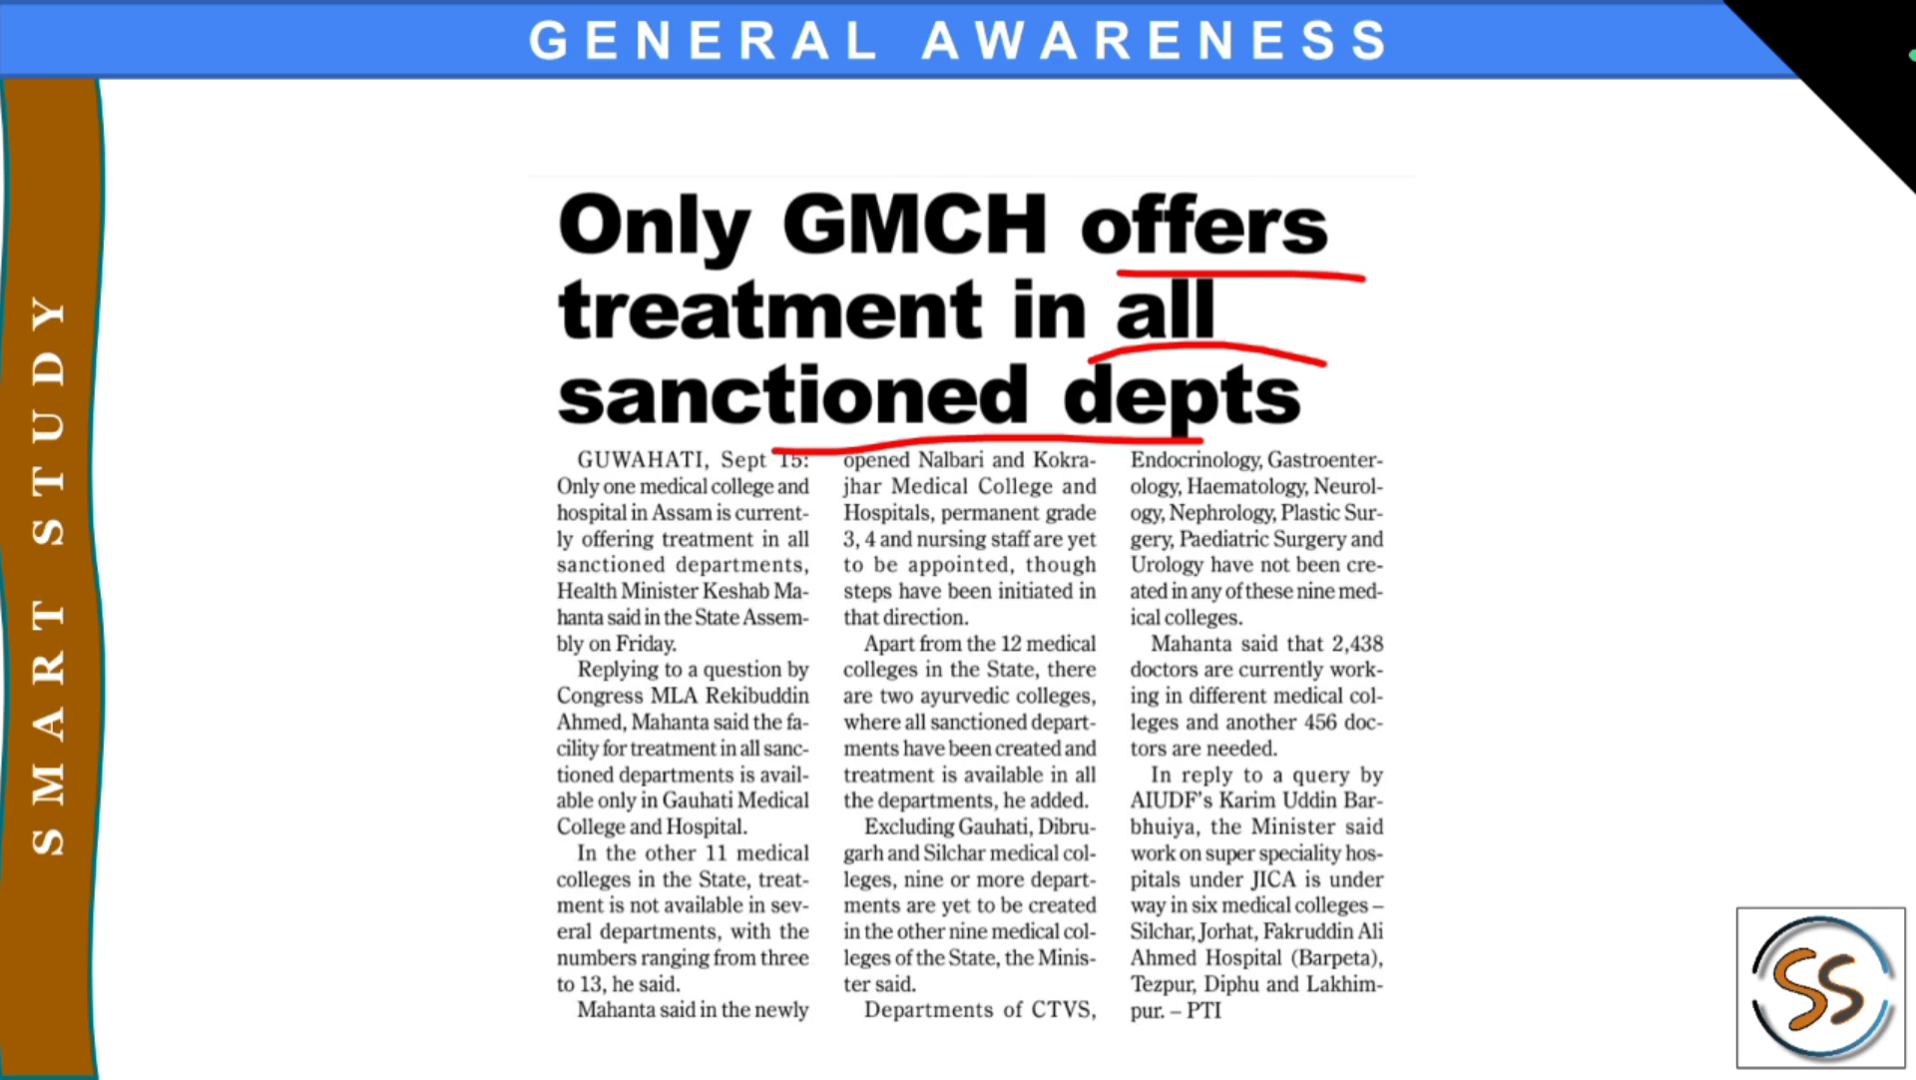 GENERAL AWARENESS
SMART STUDY
Only GMCH offers
treatment in all
sanctioned depts
GUWAHATI, Sept 15:
Only one medical college and
hospital in Assam is current-
ly offering treatment in all
sanctioned departments,
Health Minister Keshab Ma-
hanta said in the State Assem-
bly on Friday.
Replying to a question by
Congress MLA Rekibuddin
Ahmed, Mahanta said the fa-
cility for treatment in all sanc-
tioned departments is avail-
able only in Gauhati Medical
College and Hospital.
In the other 11 medical
colleges in the State, treat-
ment is not available in sev-
eral departments, with the
numbers ranging from three
to 13, he said.
Mahanta said in the newly
opened Nalbari and Kokra-
jhar Medical College and
Hospitals, permanent grade
3, 4 and nursing staff are yet
to be appointed, though
steps have been initiated in
that direction.
Apart from the 12 medical
colleges in the State, there
are two ayurvedic colleges,
where all sanctioned depart-
ments have been created and
treatment is available in all
the departments, he added.
Excluding Gauhati, Dibru-
garh and Silchar medical col-
leges, nine or more depart-
ments are yet to be created
in the other nine medical col-
leges of the State, the Minis-
ter said.
Departments of CTVS,
Endocrinology, Gastroenter-
ology, Haematology, Neurol-
ogy, Nephrology, Plastic Sur-
gery, Paediatric Surgery and
Urology have not been cre-
ated in any of these nine med-
ical colleges.
Mahanta said that 2,438
doctors are currently work-
ing in different medical col-
leges and another 456 doc-
tors are needed.
In reply to a query by
AIUDF's Karim Uddin Bar-
bhuiya, the Minister said
work on super speciality hos-
pitals under JICA is under
way in six medical colleges –
Silchar, Jorhat, Fakruddin Ali
Ahmed Hospital (Barpeta),
Tezpur, Diphu and Lakhim-
pur. – PTI
SS